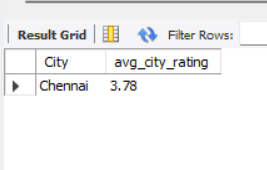 Result Grid Filter Rows:
City avg_city_rating
Chennai 3.78